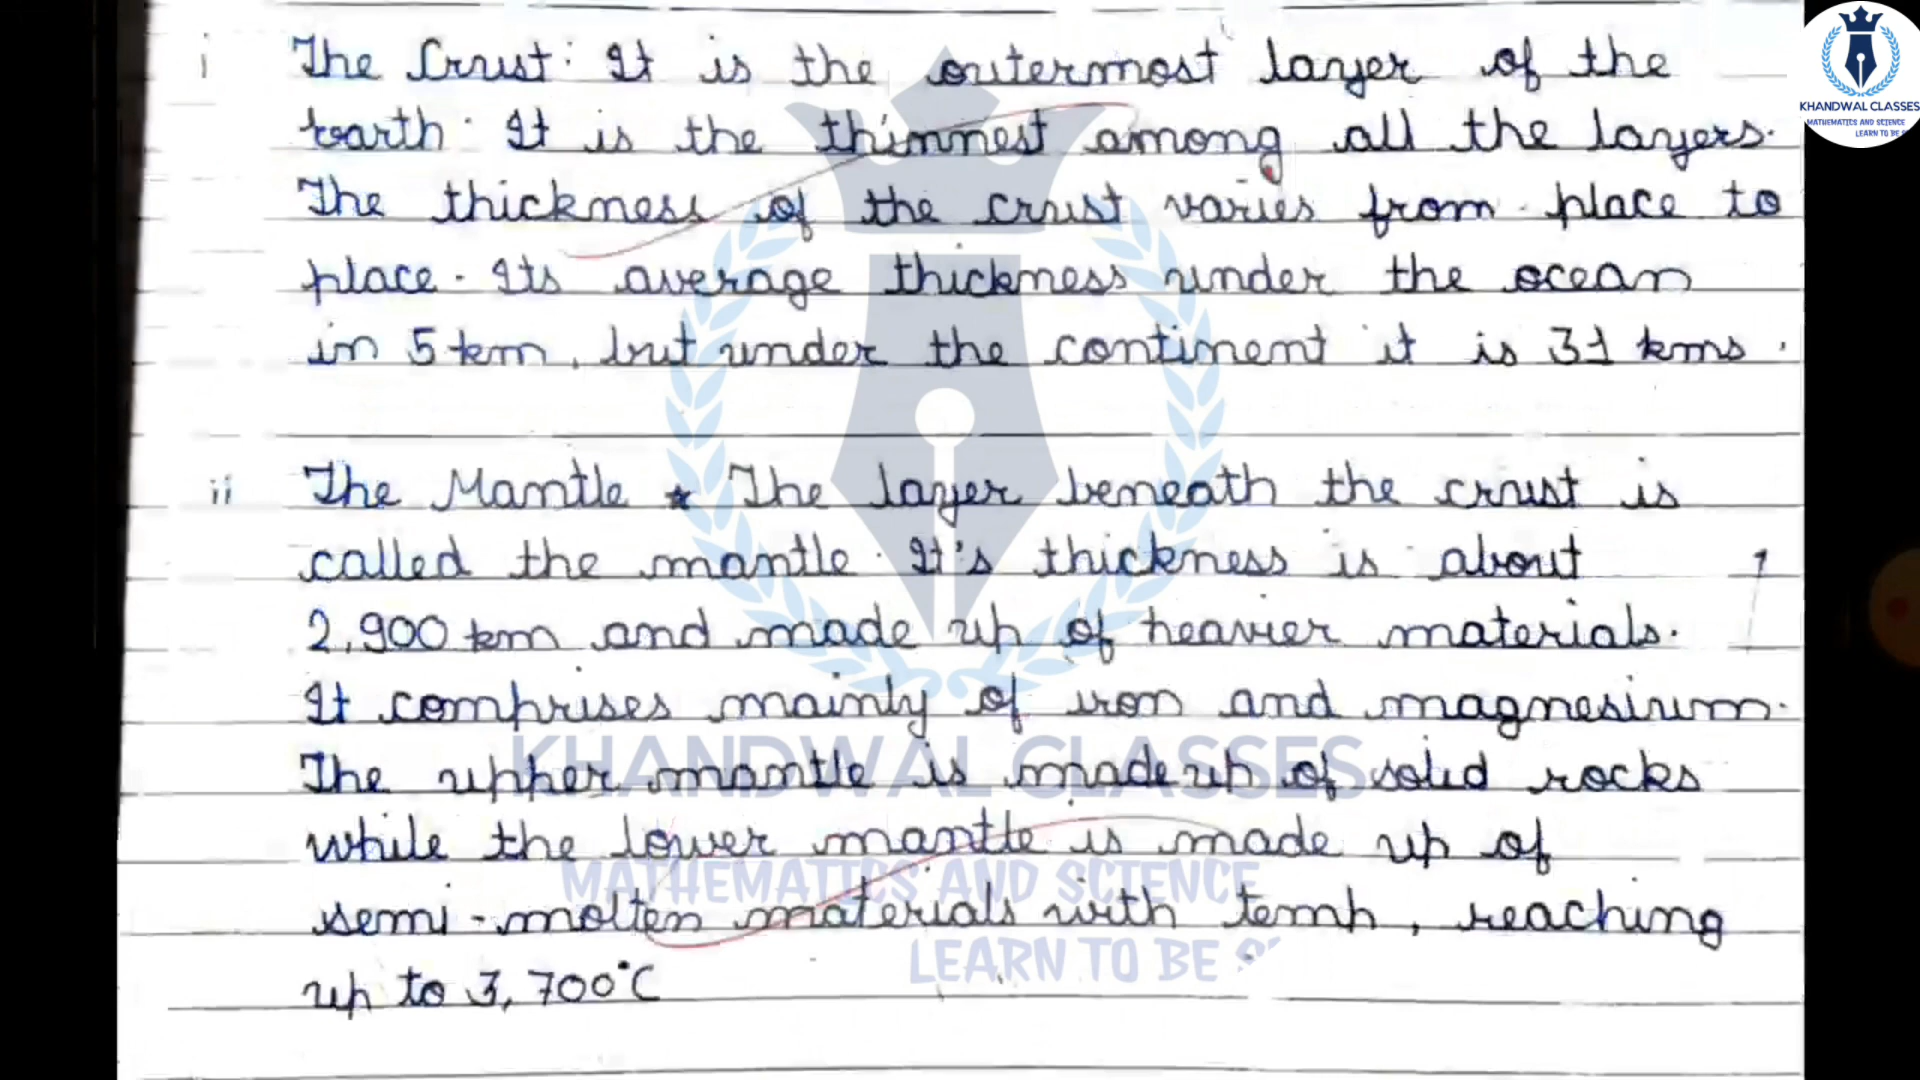 i The Crust: It is the outermost layer of the
earth. It is the thinnest among all the layers.
The thickness of the crust varies from place to
place. Its average thickness under the ocean
in 5 km, but under the continent it is 31 kms.
ii The Mantle * The layer beneath the crust is
called the mantle. It's thickness is about
2,900 km and made up of heavier materials.
It comprises mainly of iron and magnesium.
The upper mantle is made up of solid rocks
while the lower mantle is made up of
semi-molten materials with temp, reaching
up to 3,700°C
1
KHANDWAL CLASSES
MATHEMATICS AND SCIENCE
LEARN TO BE
KHANDWAL CLASSES
MATHEMATICS AND SCIENCE
LEARN TO BE